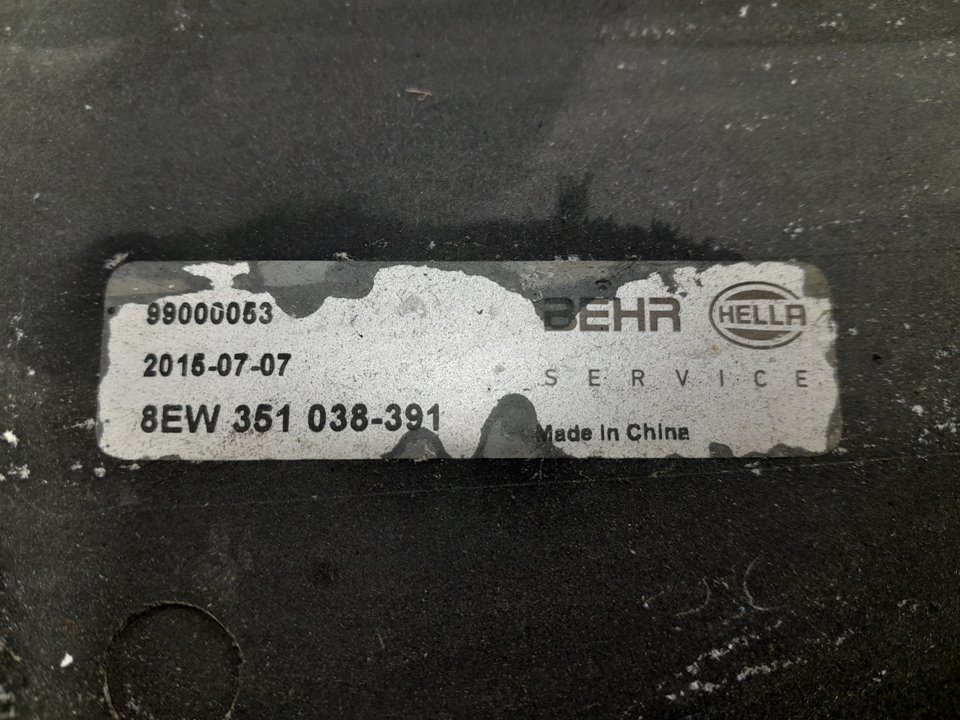 99000053
BEHR HELLA
2015-07-07
SERVICE
8EW 351 038-391
Made in China